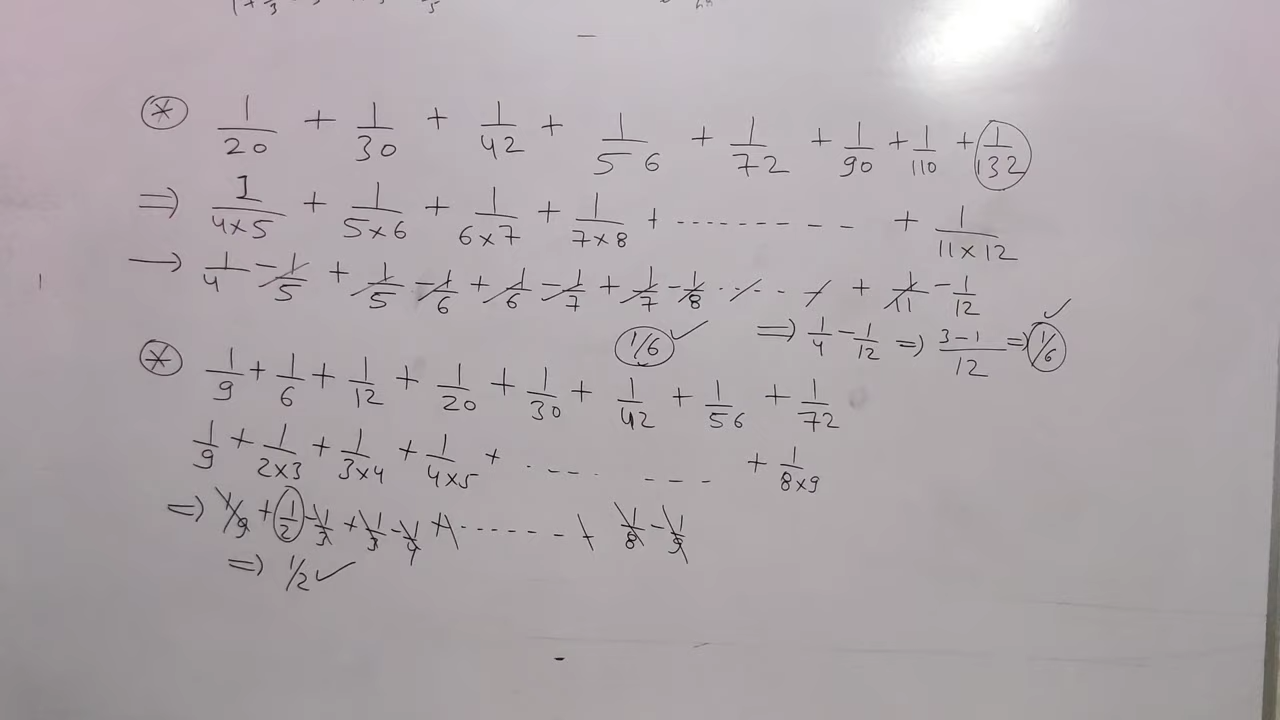 (*) 1/20 + 1/30 + 1/42 + 1/56 + 1/72 + 1/90 + 1/110 + 1/132
=> 1/4×5 + 1/5×6 + 1/6×7 + 1/7×8 + --------- + 1/11×12
→ 1/4 - 1/5 + 1/5 - 1/6 + 1/6 - 1/7 + 1/7 - 1/8 ........ + 1/11 - 1/12
1/6 ✓ => 1/4 - 1/12 => 3-1/12 => 1/6 ✓
(*) 1/9 + 1/6 + 1/12 + 1/20 + 1/30 + 1/42 + 1/56 + 1/72
1/9 + 1/2×3 + 1/3×4 + 1/4×5 + .--- --- + 1/8×9
=> 1/9 + 1/2 - 1/3 + 1/3 - 1/4 + ------- + 1/8 - 1/9
=> 1/2 ✓